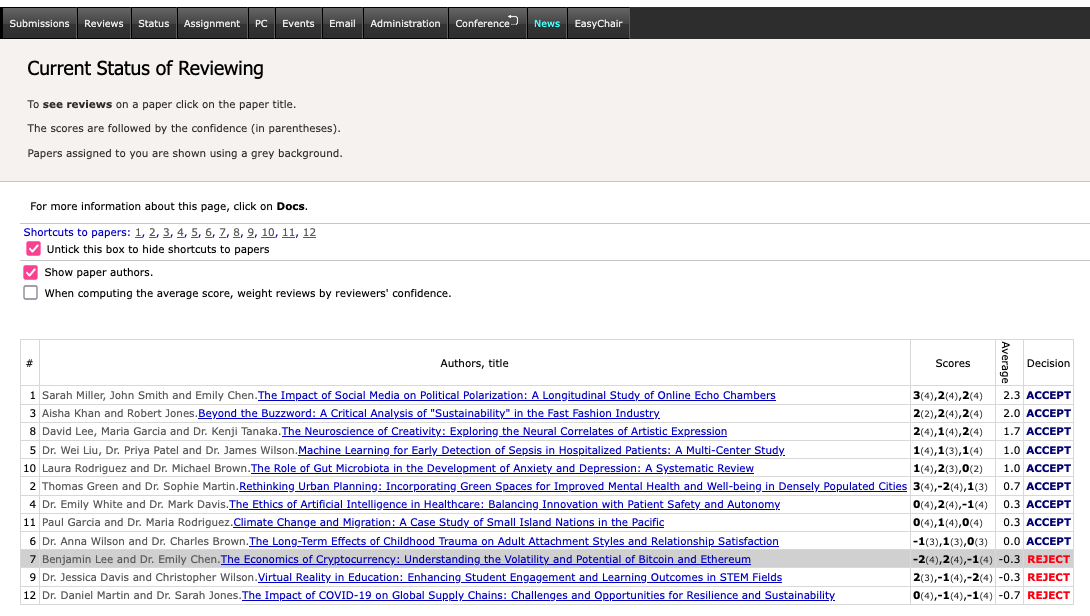 Submissions Reviews Status Assignment PC Events Email Administration Conference News EasyChair
Current Status of Reviewing
To see reviews on a paper click on the paper title.
The scores are followed by the confidence (in parentheses).
Papers assigned to you are shown using a grey background.
For more information about this page, click on Docs.
Shortcuts to papers: 1, 2, 3, 4, 5, 6, 7, 8, 9, 10, 11, 12
Untick this box to hide shortcuts to papers
Show paper authors.
When computing the average score, weight reviews by reviewers' confidence.
# Authors, title Scores Average Decision
1 Sarah Miller, John Smith and Emily Chen.The Impact of Social Media on Political Polarization: A Longitudinal Study of Online Echo Chambers 3(4),2(4),2(4) 2.3 ACCEPT
3 Aisha Khan and Robert Jones.Beyond the Buzzword: A Critical Analysis of "Sustainability" in the Fast Fashion Industry 2(2),2(4),2(4) 2.0 ACCEPT
8 David Lee, Maria Garcia and Dr. Kenji Tanaka.The Neuroscience of Creativity: Exploring the Neural Correlates of Artistic Expression 2(4),1(4),2(4) 1.7 ACCEPT
5 Dr. Wei Liu, Dr. Priya Patel and Dr. James Wilson.Machine Learning for Early Detection of Sepsis in Hospitalized Patients: A Multi-Center Study 1(4),1(3),1(4) 1.0 ACCEPT
10 Laura Rodriguez and Dr. Michael Brown.The Role of Gut Microbiota in the Development of Anxiety and Depression: A Systematic Review 1(4),2(3),0(2) 1.0 ACCEPT
2 Thomas Green and Dr. Sophie Martin.Rethinking Urban Planning: Incorporating Green Spaces for Improved Mental Health and Well-being in Densely Populated Cities 3(4),-2(4),1(3) 0.7 ACCEPT
4 Dr. Emily White and Dr. Mark Davis.The Ethics of Artificial Intelligence in Healthcare: Balancing Innovation with Patient Safety and Autonomy 0(4),2(4),-1(4) 0.3 ACCEPT
11 Paul Garcia and Dr. Maria Rodriguez.Climate Change and Migration: A Case Study of Small Island Nations in the Pacific 0(4),1(4),0(4) 0.3 ACCEPT
6 Dr. Anna Wilson and Dr. Charles Brown.The Long-Term Effects of Childhood Trauma on Adult Attachment Styles and Relationship Satisfaction -1(3),1(3),0(3) 0.0 ACCEPT
7 Benjamin Lee and Dr. Emily Chen.The Economics of Cryptocurrency: Understanding the Volatility and Potential of Bitcoin and Ethereum -2(4),2(4),-1(4) -0.3 REJECT
9 Dr. Jessica Davis and Christopher Wilson.Virtual Reality in Education: Enhancing Student Engagement and Learning Outcomes in STEM Fields 2(3),-1(4),-2(4) -0.3 REJECT
12 Dr. Daniel Martin and Dr. Sarah Jones.The Impact of COVID-19 on Global Supply Chains: Challenges and Opportunities for Resilience and Sustainability 0(4),-1(4),-1(4) -0.7 REJECT